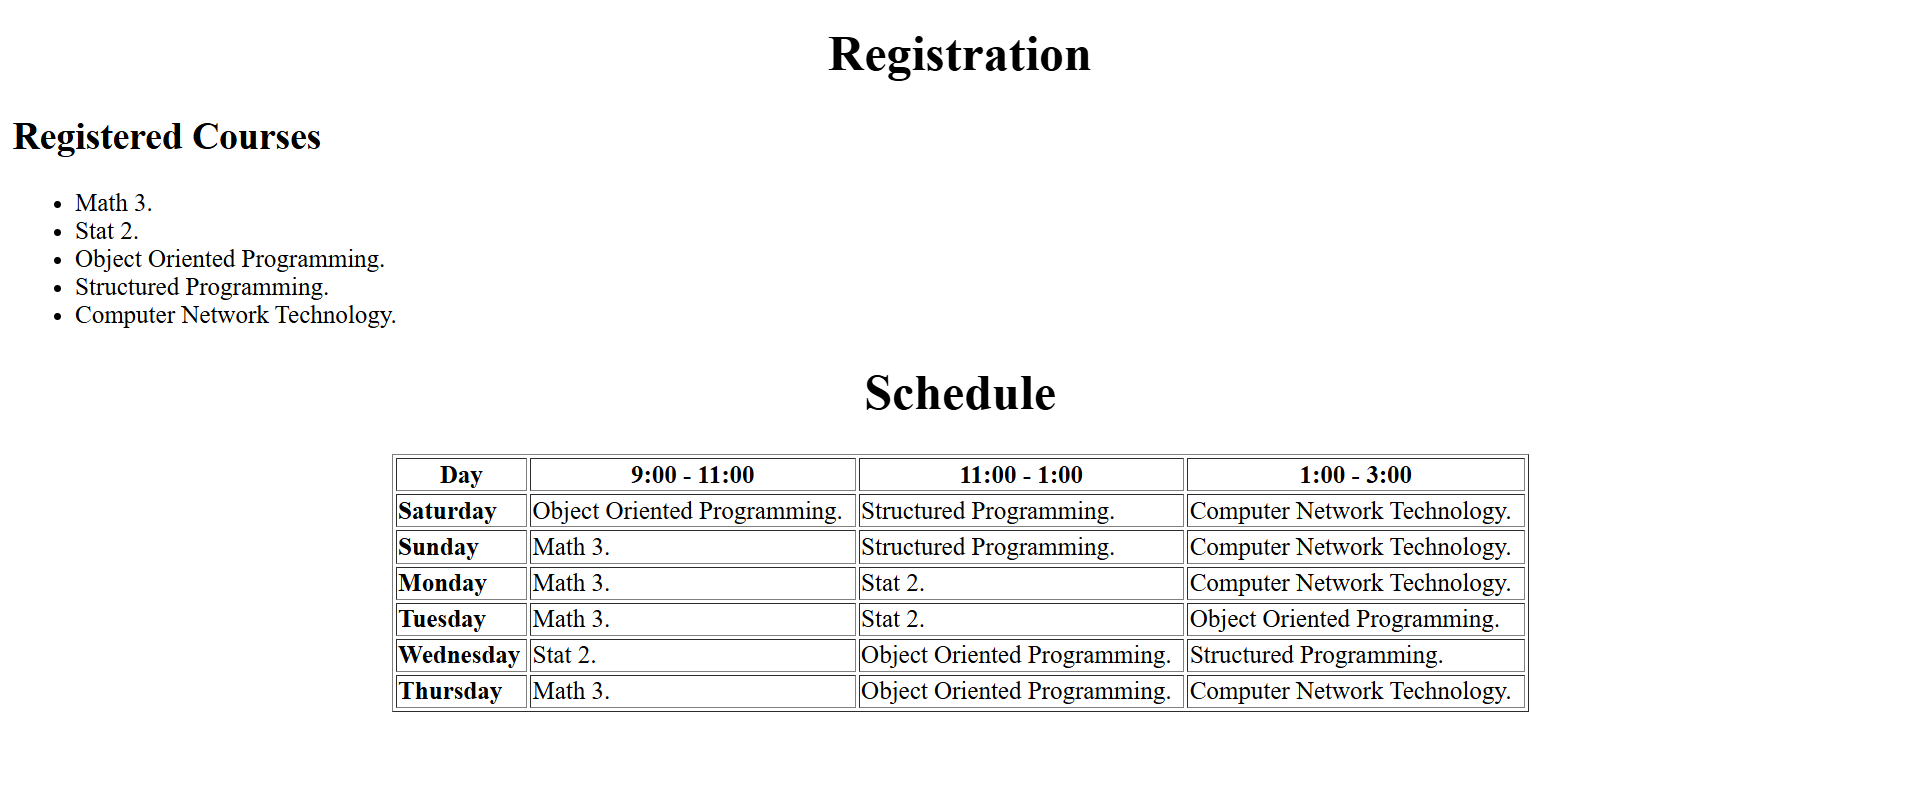 Registration
Registered Courses
Math 3.
Stat 2.
Object Oriented Programming.
Structured Programming.
Computer Network Technology.
Schedule
Day 9:00 - 11:00 11:00 - 1:00 1:00 - 3:00
Saturday Object Oriented Programming. Structured Programming. Computer Network Technology.
Sunday Math 3. Structured Programming. Computer Network Technology.
Monday Math 3. Stat 2. Computer Network Technology.
Tuesday Math 3. Stat 2. Object Oriented Programming.
Wednesday Stat 2. Object Oriented Programming. Structured Programming.
Thursday Math 3. Object Oriented Programming. Computer Network Technology.